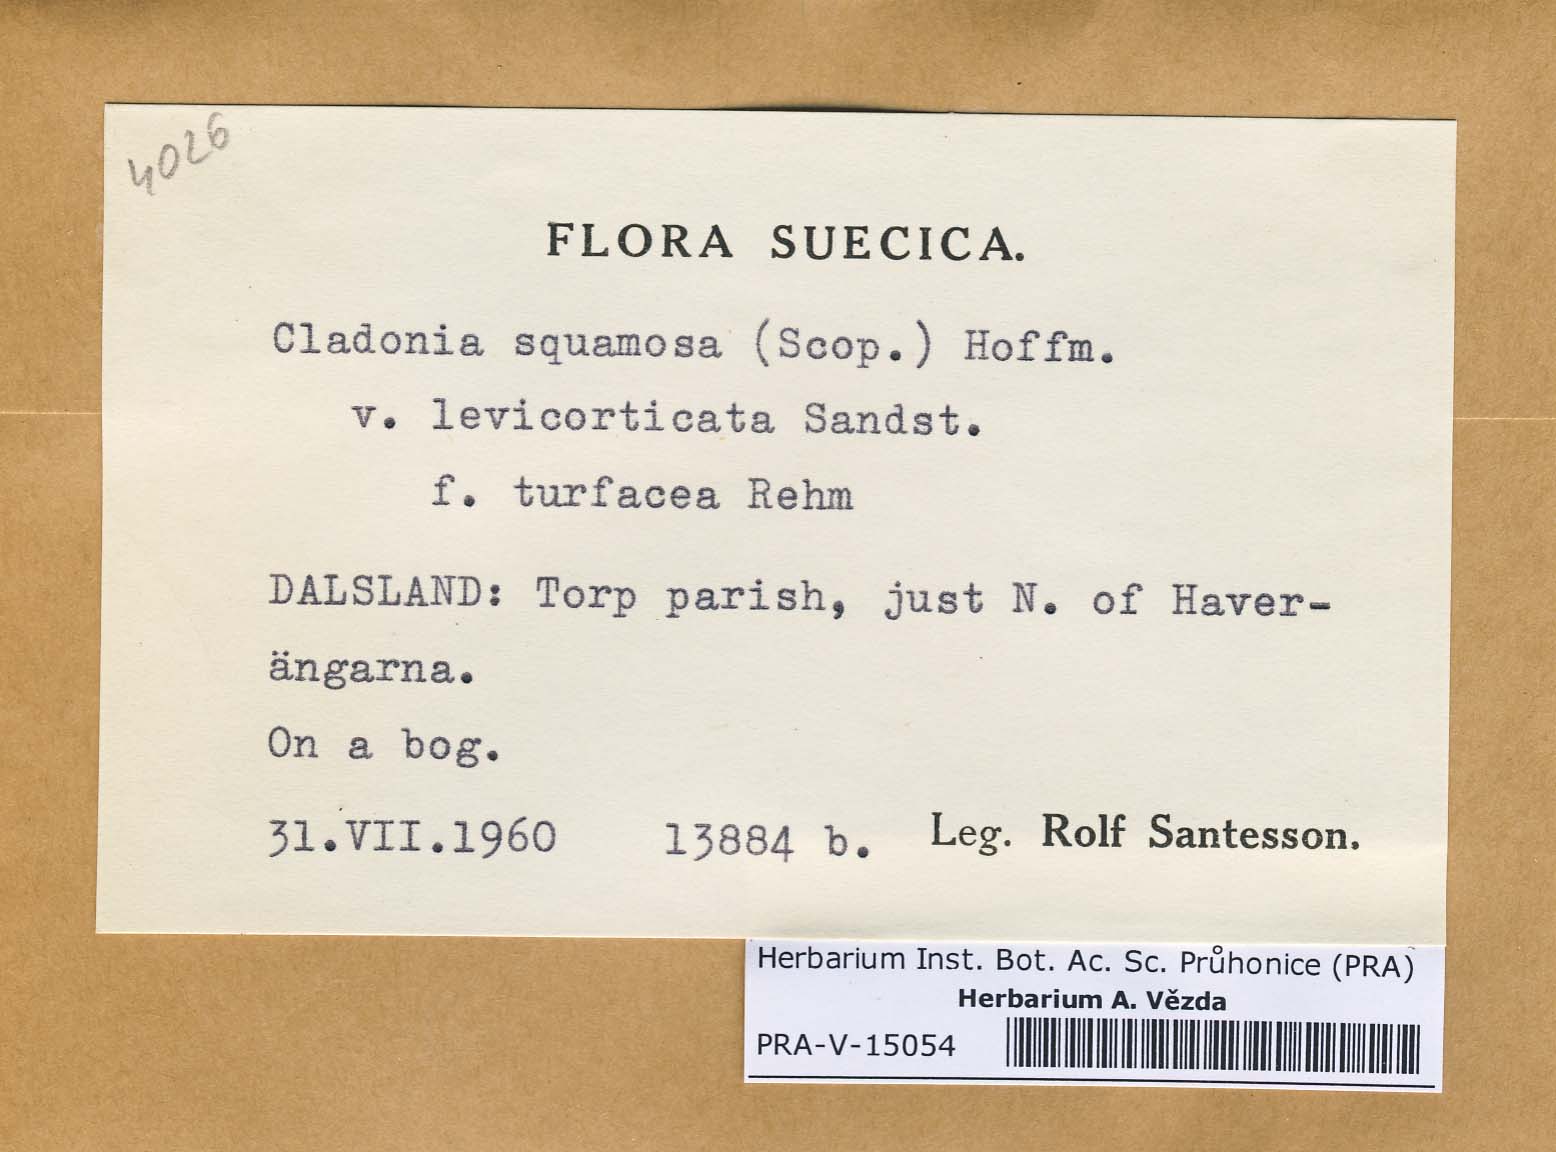 4026
FLORA SUECICA.
Cladonia squamosa (Scop.) Hoffm.
v. levicorticata Sandst.
f. turfacea Rehm
DALSLAND: Torp parish, just N. of Haver-
ängarna.
On a bog.
31.VII.1960 13884 b. Leg. Rolf Santesson.
Herbarium Inst. Bot. Ac. Sc. Průhonice (PRA)
Herbarium A. Vězda
PRA-V-15054